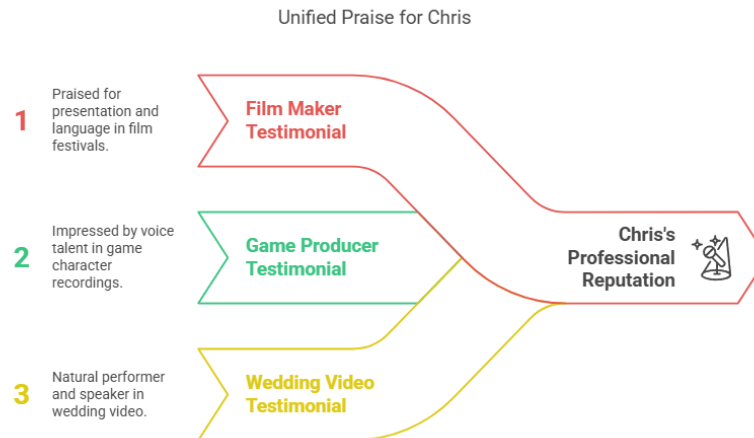 Unified Praise for Chris
1
Praised for
presentation and
language in film
festivals.
Film Maker
Testimonial
2
Impressed by voice
talent in game
character
recordings.
Game Producer
Testimonial
Chris's
Professional
Reputation
3
Natural performer
and speaker in
wedding video.
Wedding Video
Testimonial